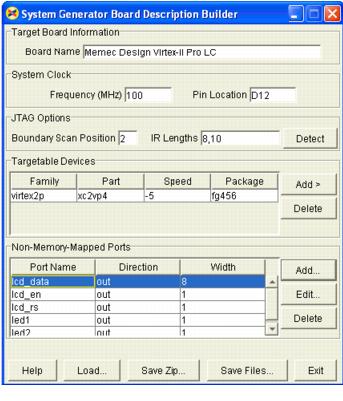 System Generator Board Description Builder
Target Board Information
Board Name Memec Design Virtex-II Pro LC
System Clock
Frequency (MHz) 100 Pin Location D12
JTAG Options
Boundary Scan Position 2 IR Lengths 8,10 Detect
Targetable Devices
Family Part Speed Package
virtex2p xc2vp4 -5 fg456
Add >
Delete
Non-Memory-Mapped Ports
Port Name Direction Width
lcd_data out 8
lcd_en out 1
lcd_rs out 1
led1 out 1
led2 out 1
Add...
Edit...
Delete
Help Load... Save Zip... Save Files... Exit